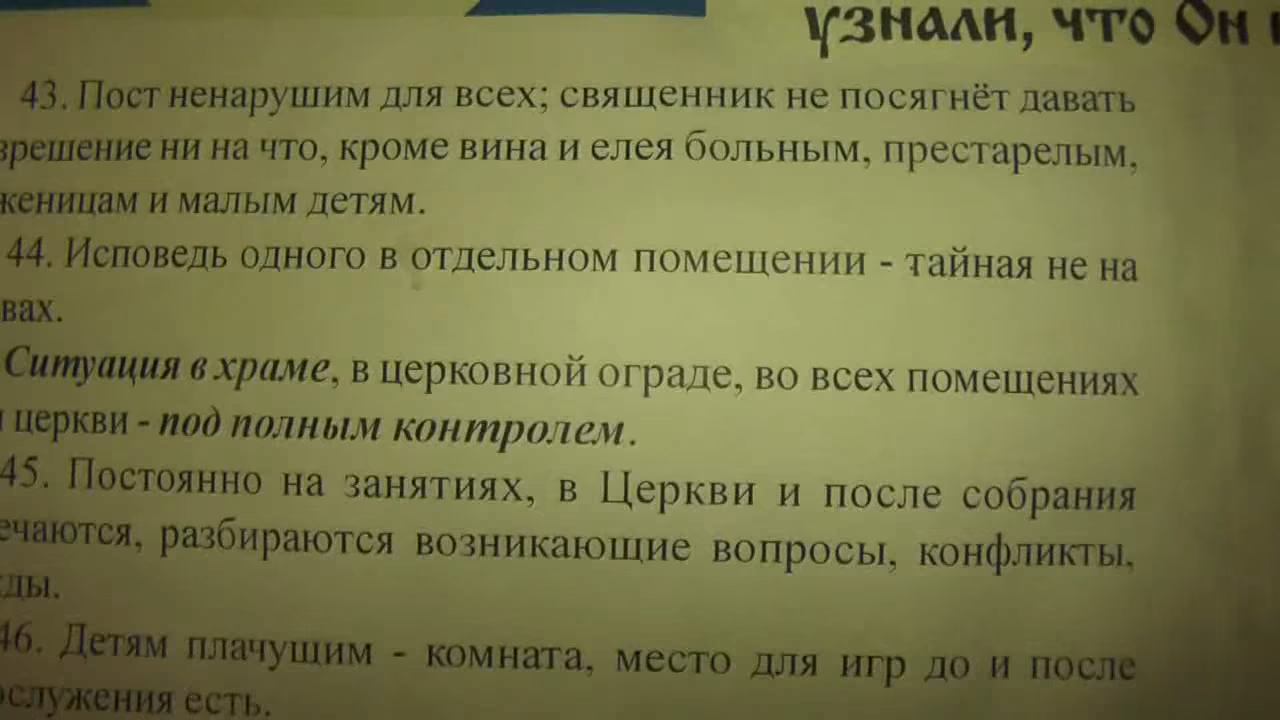 узнали, что Он
43. Пост ненарушим для всех; священник не посягнёт давать
зрешение ни на что, кроме вина и елея больным, престарелым,
женицам и малым детям.
44. Исповедь одного в отдельном помещении - тайная не на
вах.
Ситуация в храме, в церковной ограде, во всех помещениях
церкви - под полным контролем.
45. Постоянно на занятиях, в Церкви и после собрания
ечаются, разбираются возникающие вопросы, конфликты,
ды.
46. Детям плачущим - комната, место для игр до и после
ослужения есть.